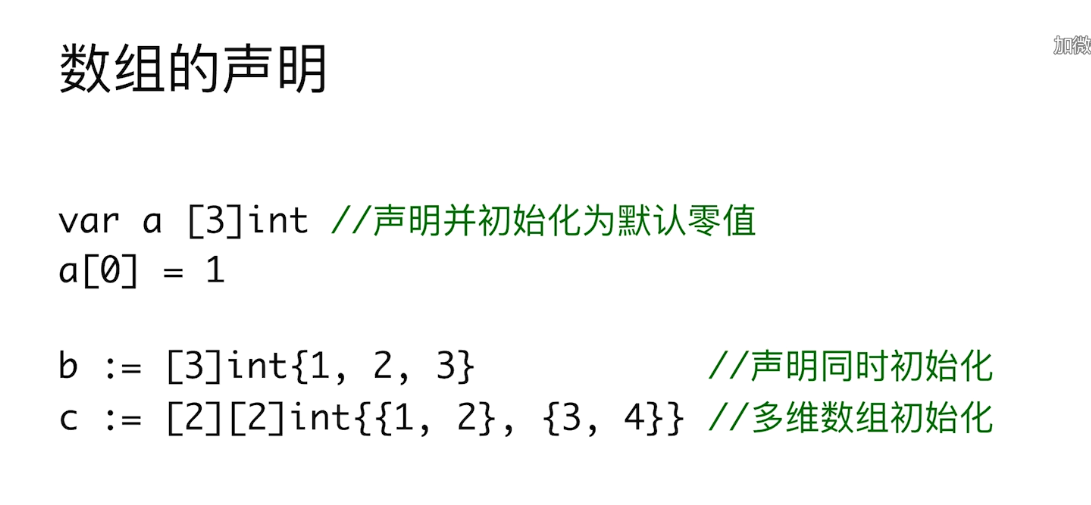 数组的声明
加微
var a [3]int //声明并初始化为默认零值
a[0] = 1
b := [3]int{1, 2, 3} //声明同时初始化
c := [2][2]int{{1, 2}, {3, 4}} //多维数组初始化